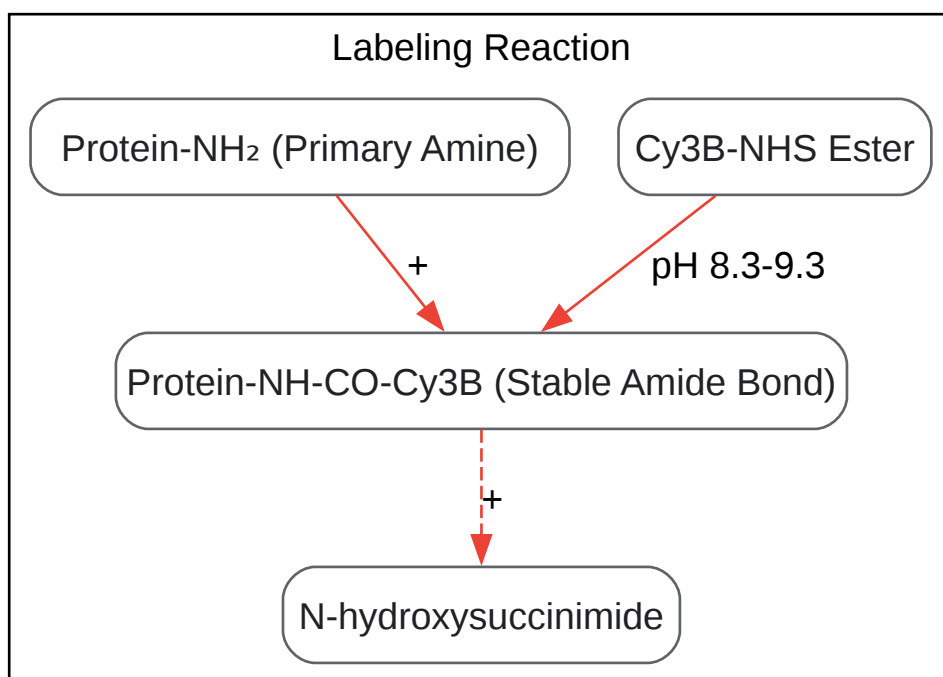 Labeling Reaction
Protein-NH₂ (Primary Amine)
Cy3B-NHS Ester
+
pH 8.3-9.3
Protein-NH-CO-Cy3B (Stable Amide Bond)
+
N-hydroxysuccinimide